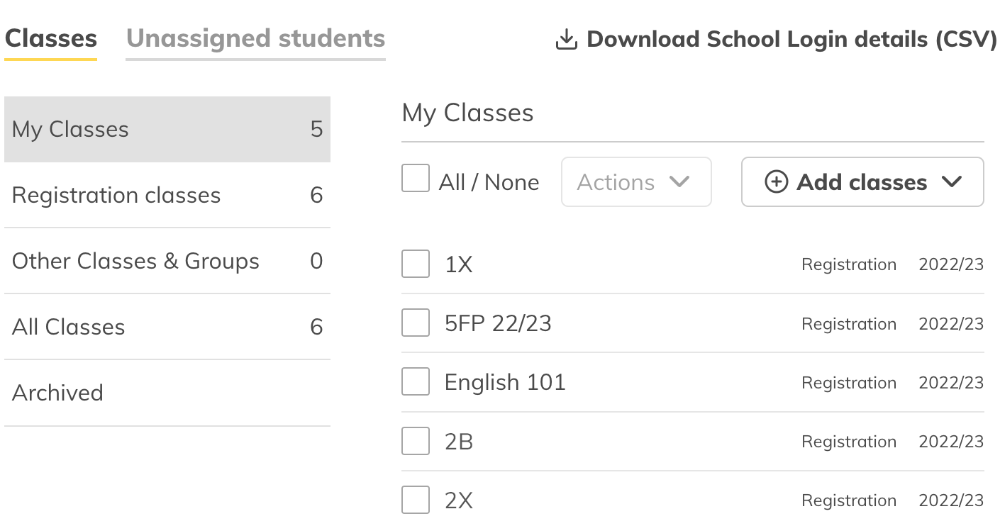 Classes Unassigned students Download School Login details (CSV)
My Classes 5
Registration classes 6
Other Classes & Groups 0
All Classes 6
Archived
My Classes
All / None Actions Add classes
1X Registration 2022/23
5FP 22/23 Registration 2022/23
English 101 Registration 2022/23
2B Registration 2022/23
2X Registration 2022/23